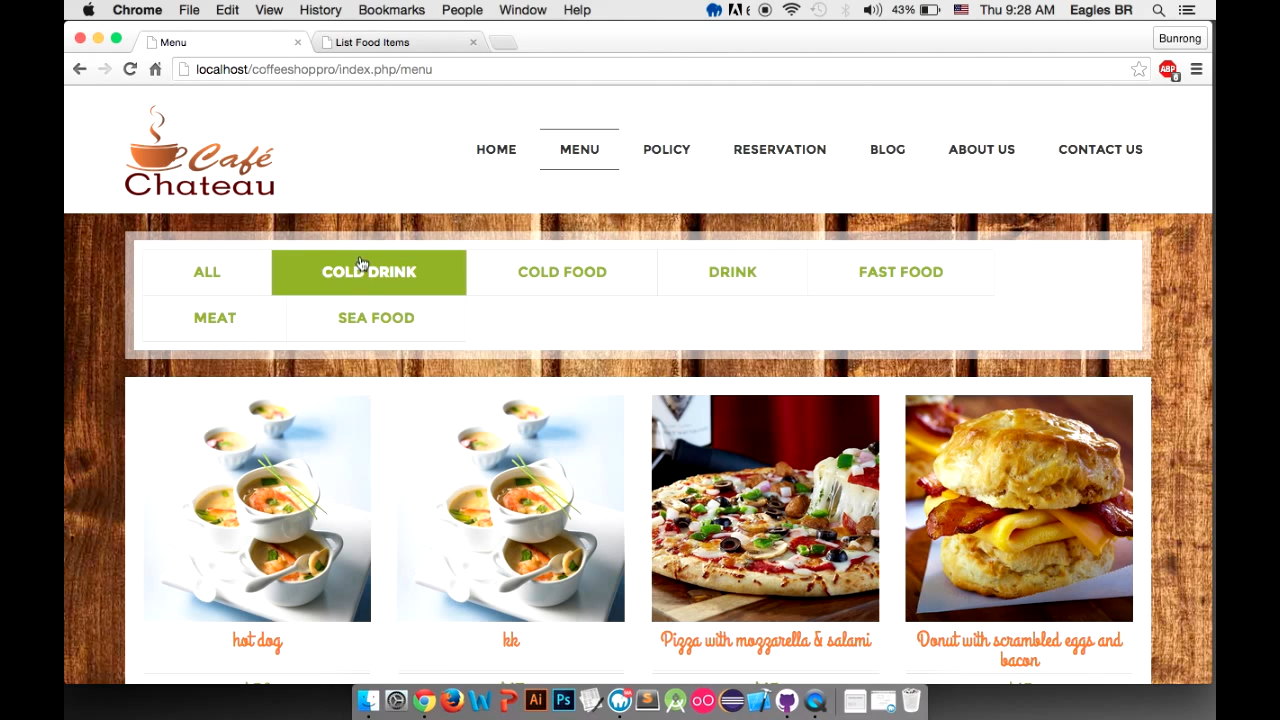 Chrome File Edit View History Bookmarks People Window Help 43% Thu 9:28 AM Eagles BR
Menu List Food Items Bunrong
localhost/coffeeshoppro/index.php/menu ABP
Café
Chateau
HOME MENU POLICY RESERVATION BLOG ABOUT US CONTACT US
ALL COLD DRINK COLD FOOD DRINK FAST FOOD
MEAT SEA FOOD
hot dog kk Pizza with mozzarella & salami Donut with scrambled eggs and
bacon
Ai Ps